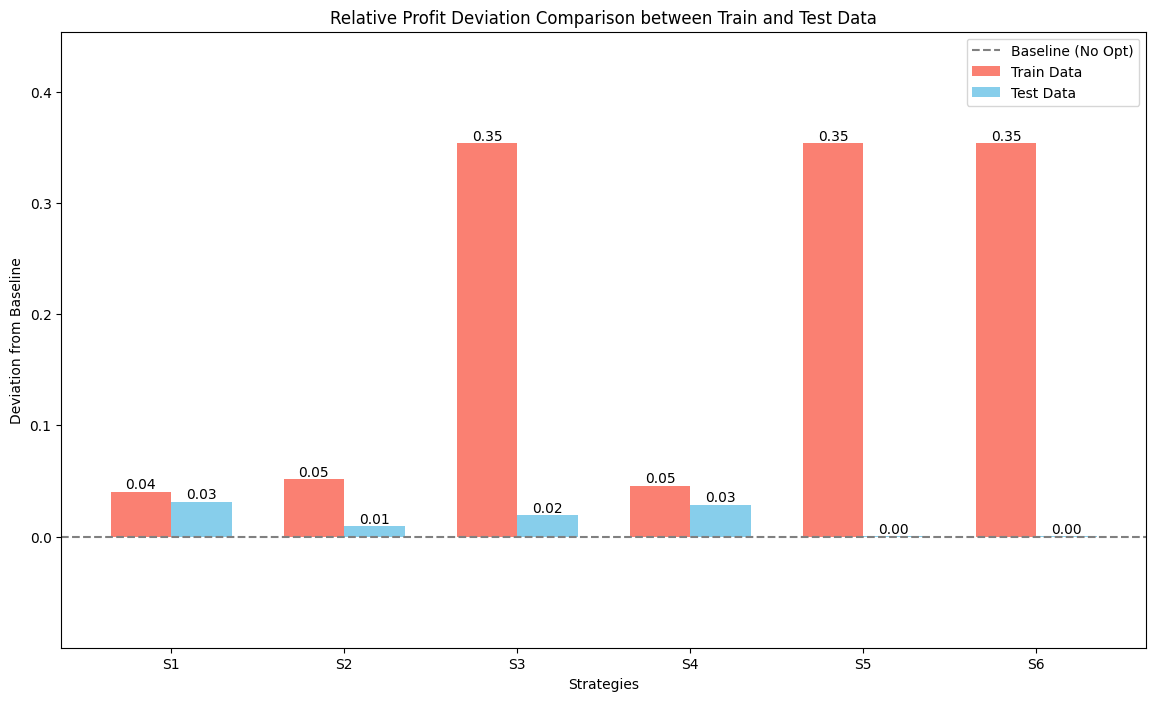 Relative Profit Deviation Comparison between Train and Test Data
Baseline (No Opt)
Train Data
Test Data
Deviation from Baseline
0.4
0.3
0.2
0.1
0.0
0.04
0.03
0.05
0.01
0.35
0.02
0.05
0.03
0.35
0.00
0.35
0.00
S1
S2
S3
S4
S5
S6
Strategies